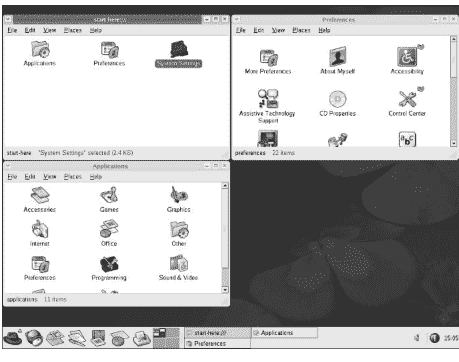 start-here:///
File Edit View Places Help
Applications Preferences System Settings
start-here "System Settings" selected (2.4 KB)
Preferences
File Edit View Places Help
More Preferences About Myself Accessibility
Assistive Technology Support CD Properties Control Center
preferences 22 items
Applications
File Edit View Places Help
Accessories Games Graphics
Internet Office Other
Preferences Programming Sound & Video
applications 11 items
start-here:/// Applications
Preferences